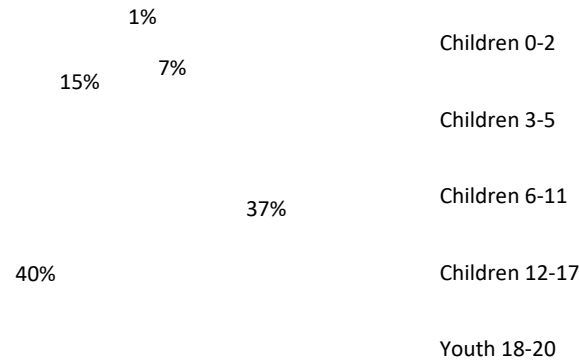 1%
7%
15%
37%
40%
Children 0-2
Children 3-5
Children 6-11
Children 12-17
Youth 18-20